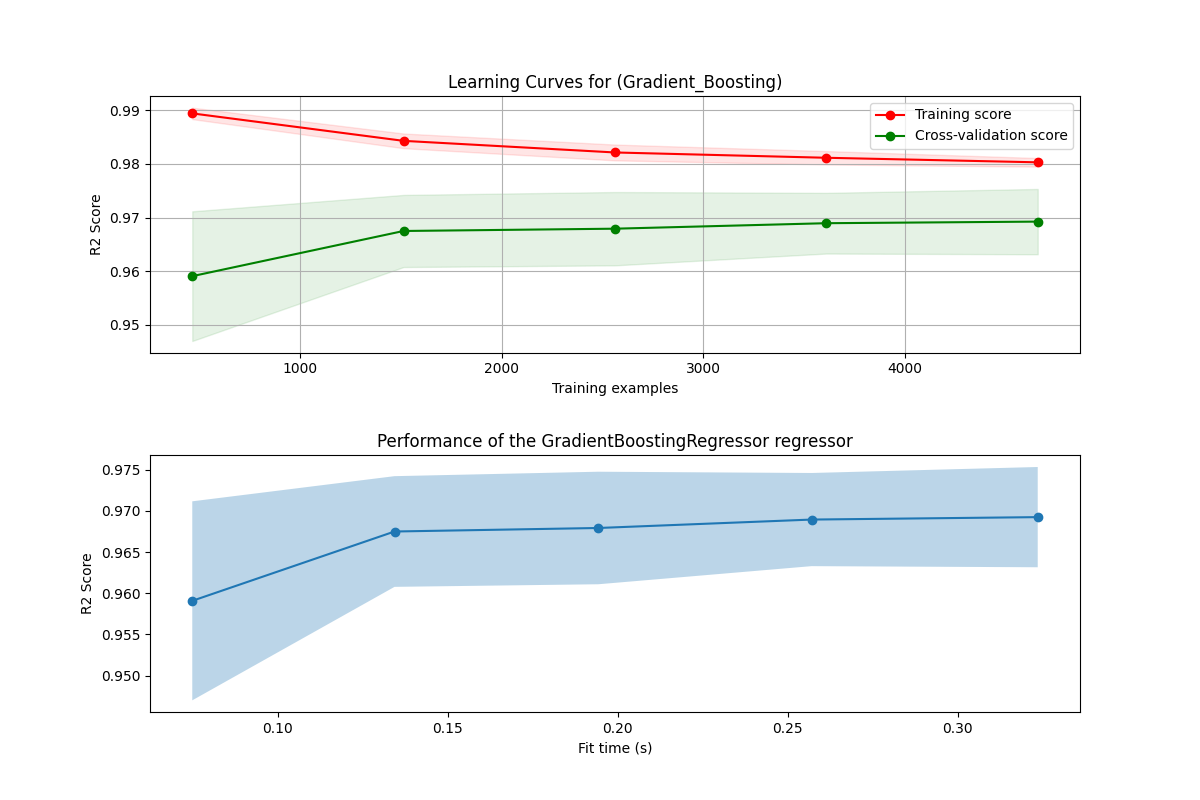 Learning Curves for (Gradient_Boosting)
0.99
0.98
0.97
0.96
0.95
R2 Score
Training score
Cross-validation score
1000 2000 3000 4000
Training examples
Performance of the GradientBoostingRegressor regressor
0.975
0.970
0.965
0.960
0.955
0.950
R2 Score
0.10 0.15 0.20 0.25 0.30
Fit time (s)